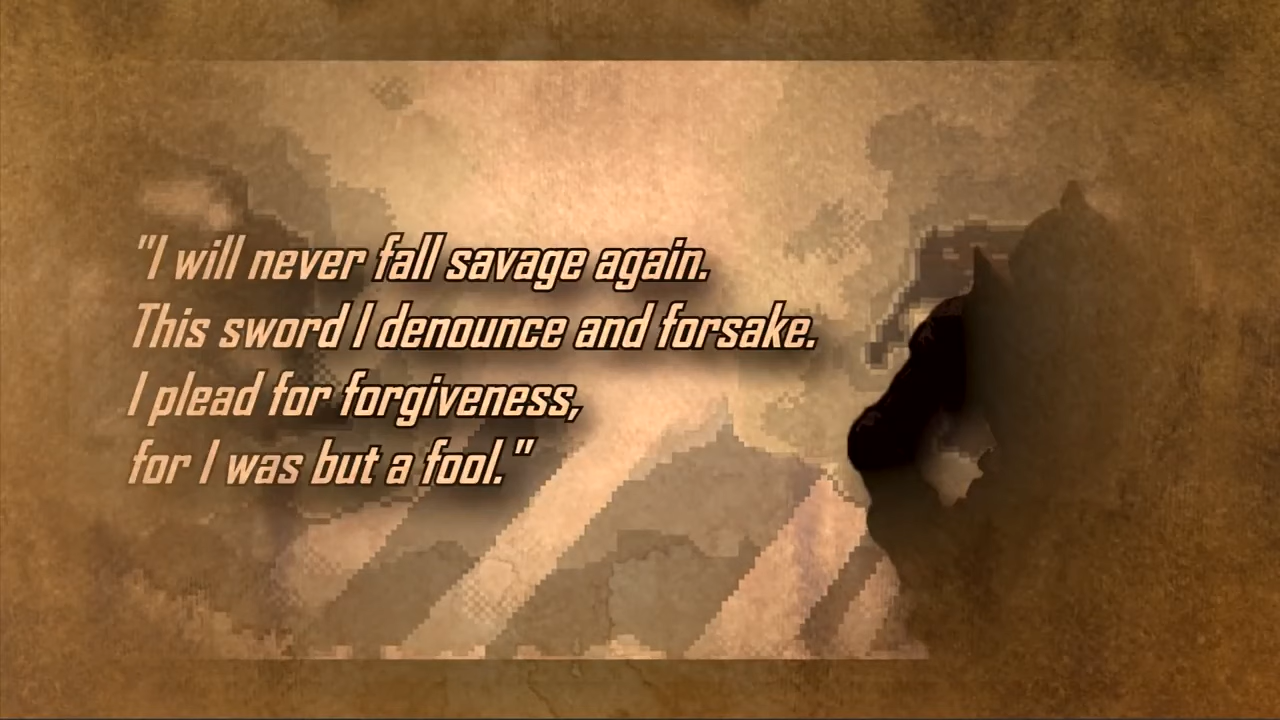 "I will never fall savage again.
This sword I denounce and forsake.
I plead for forgiveness,
for I was but a fool."